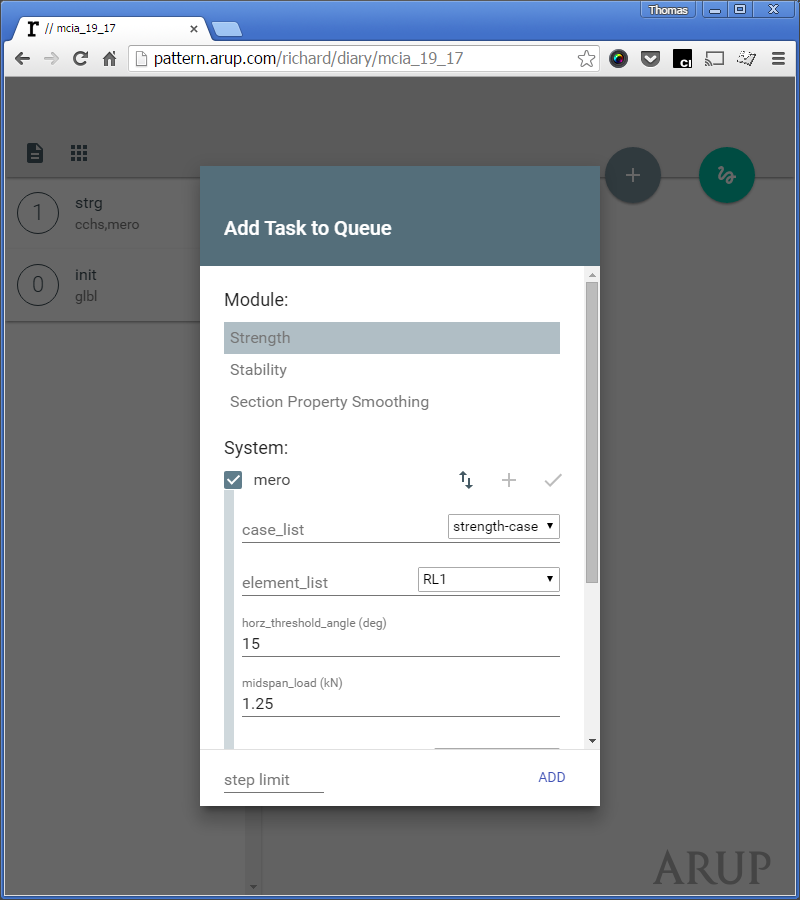 Thomas
// mcia_19_17
pattern.arup.com/richard/diary/mcia_19_17
1
strg
cchs,mero
0
init
glbl
Add Task to Queue
Module:
Strength
Stability
Section Property Smoothing
System:
mero
case_list
strength-case
element_list
RL1
horz_threshold_angle (deg)
15
midspan_load (kN)
1.25
step limit
ADD
ARUP